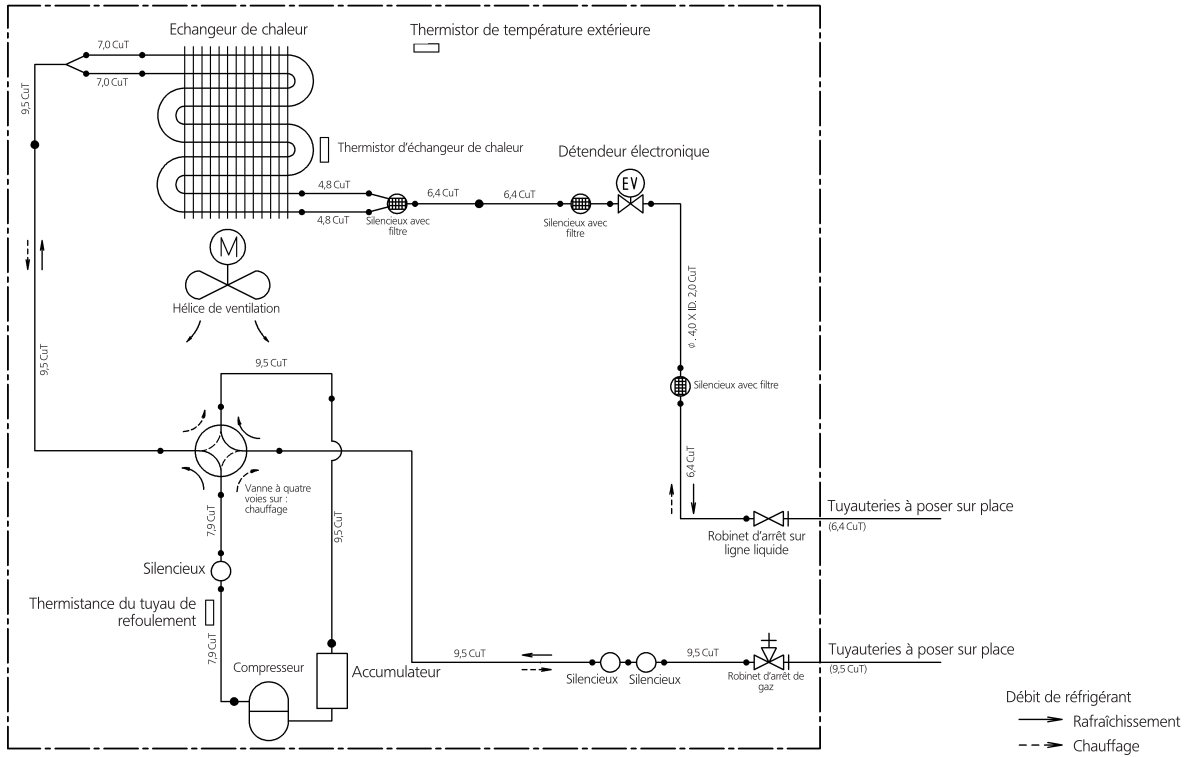 Echangeur de chaleur
Thermistor de température extérieure
7,0 CuT
7,0 CuT
9,5 CuT
Thermistor d'échangeur de chaleur
Détendeur électronique
EV
4,8 CuT
4,8 CuT
6,4 CuT
6,4 CuT
Silencieux avec
filtre
Silencieux avec
filtre
M
Hélice de ventilation
ø. 4,0 X ID. 2,0 CuT
9,5 CuT
9,5 CuT
Silencieux avec filtre
6,4 CuT
Vanne à quatre
voies sur :
chauffage
7,9 CuT
9,5 CuT
Tuyauteries à poser sur place
(6,4 CuT)
Robinet d'arrêt sur
ligne liquide
Silencieux
Thermistance du tuyau de
refoulement
7,9 CuT
Compresseur
Accumulateur
9,5 CuT
9,5 CuT
Silencieux
Silencieux
Robinet d'arrêt de
gaz
Tuyauteries à poser sur place
(9,5 CuT)
Débit de réfrigérant
Rafraîchissement
Chauffage